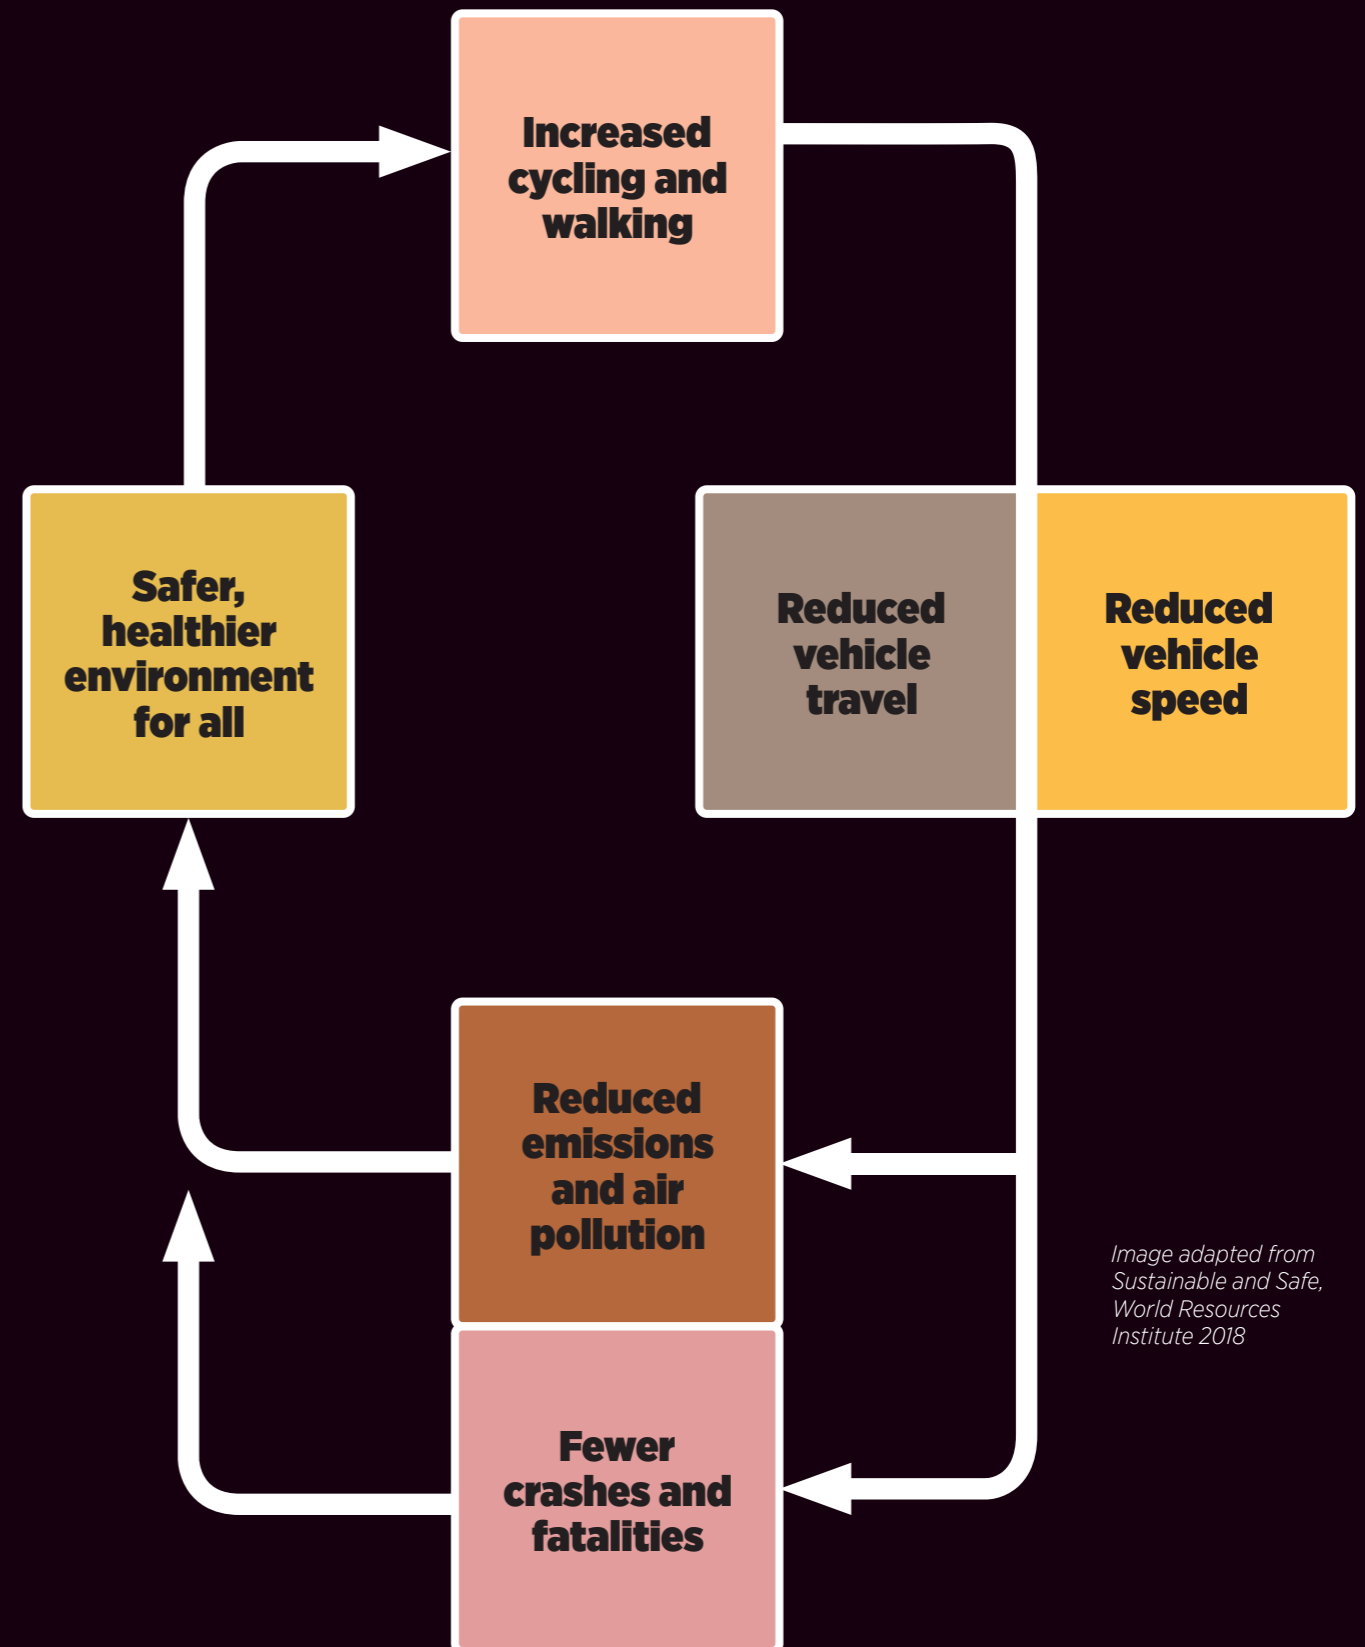 Increased
cycling and
walking
Safer,
healthier
environment
for all
Reduced
vehicle
travel
Reduced
vehicle
speed
Reduced
emissions
and air
pollution
Image adapted from
Sustainable and Safe,
World Resources
Institute 2018
Fewer
crashes and
fatalities